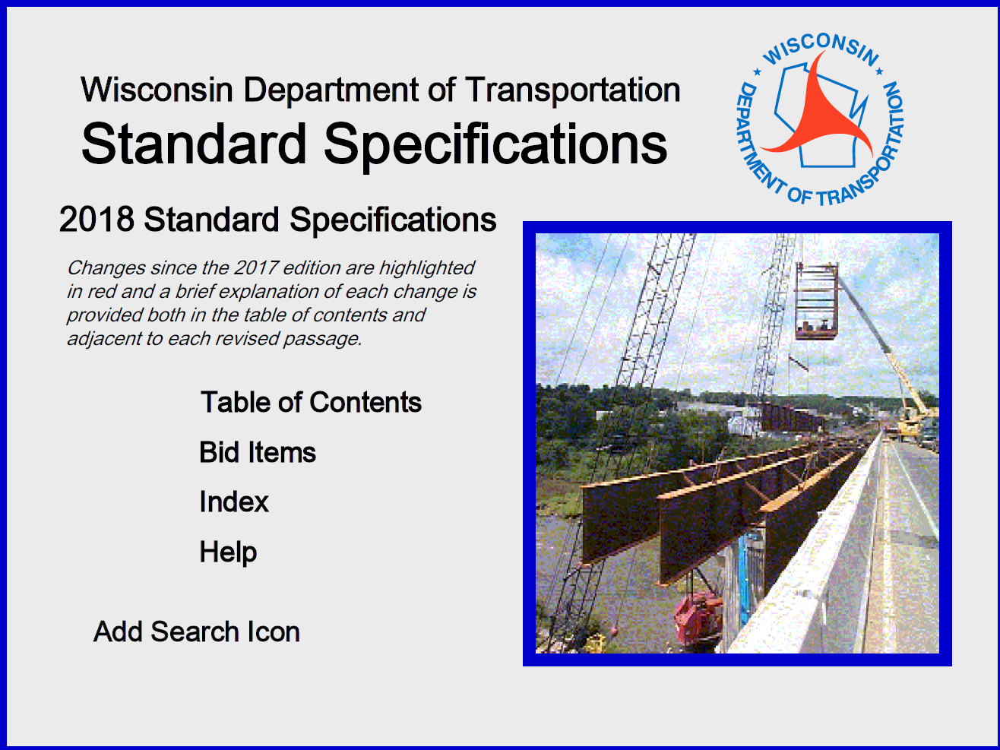 Wisconsin Department of Transportation
Standard Specifications
WISCONSIN
DEPARTMENT OF TRANSPORTATION
2018 Standard Specifications
Changes since the 2017 edition are highlighted
in red and a brief explanation of each change is
provided both in the table of contents and
adjacent to each revised passage.
Table of Contents
Bid Items
Index
Help
Add Search Icon